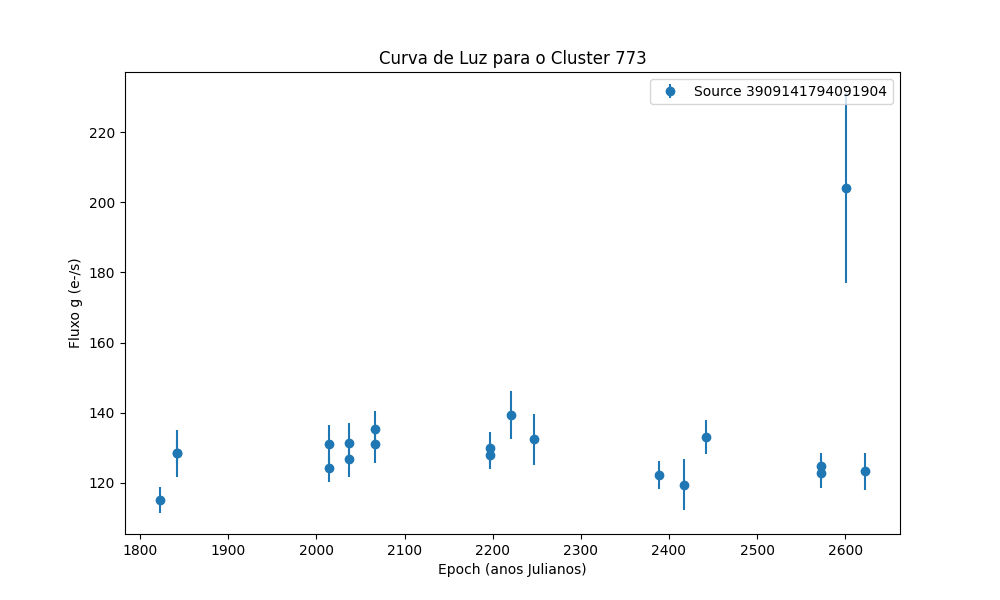 Curva de Luz para o Cluster 773
Source 3909141794091904
220
200
180
160
140
120
Fluxo g (e-/s)
1800 1900 2000 2100 2200 2300 2400 2500 2600
Epoch (anos Julianos)